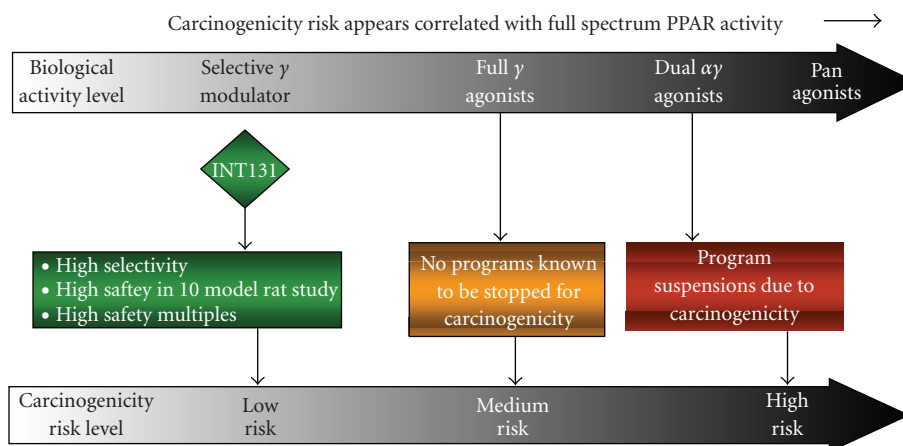 Carcinogenicity risk appears correlated with full spectrum PPAR activity
Biological
activity level
Selective γ
modulator
Full γ
agonists
Dual αγ
agonists
Pan
agonists
INT131
• High selectivity
• High saftey in 10 model rat study
• High safety multiples
No programs known
to be stopped for
carcinogenicity
Program
suspensions due to
carcinogenicity
Carcinogenicity
risk level
Low
risk
Medium
risk
High
risk